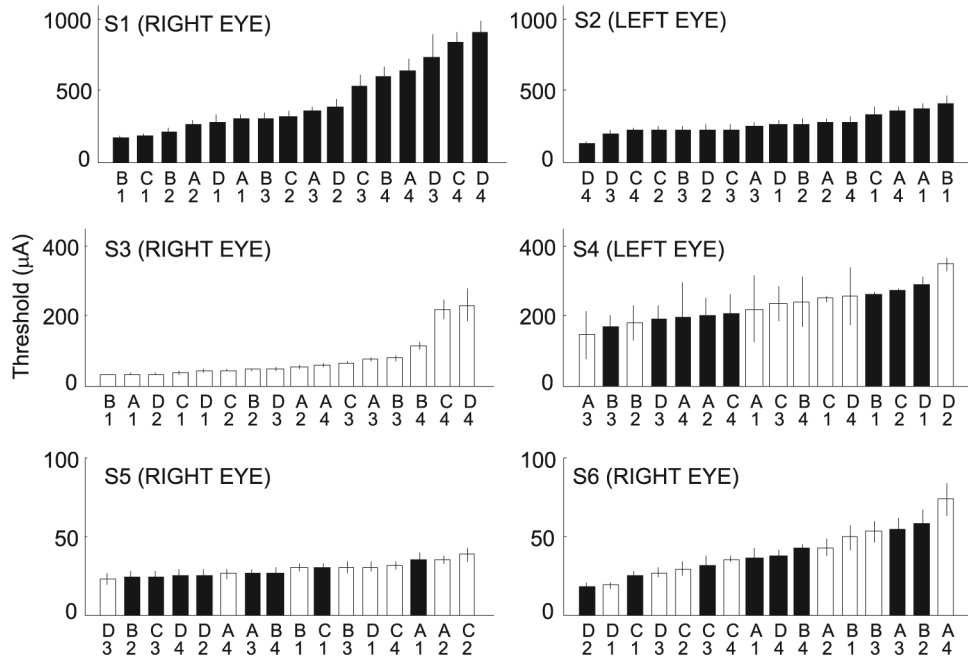 S1 (RIGHT EYE)
1000
500
0
B C B A D A B C A D C B A D C D
1 1 2 2 1 1 3 2 3 2 3 4 4 3 4 4
S2 (LEFT EYE)
1000
500
0
D D C C B D C A D B A B C A A B
4 3 4 2 3 2 3 3 1 2 2 4 1 4 1 1
Threshold (μA)
S3 (RIGHT EYE)
400
200
0
B A D C D C B D A A C A B B C D
1 1 2 1 1 2 2 3 2 4 3 3 3 4 4 4
S4 (LEFT EYE)
400
200
0
A B B D A A C A C B C D B C D D
3 3 2 3 4 2 4 1 3 4 1 4 1 2 1 2
S5 (RIGHT EYE)
100
50
0
D B C D D A A B B C B D C A A C
3 2 3 4 2 4 3 4 1 1 3 1 4 1 2 2
S6 (RIGHT EYE)
100
50
0
D D C D C C C A D B A B B A B A
2 1 1 3 2 3 4 1 4 4 2 1 3 3 2 4